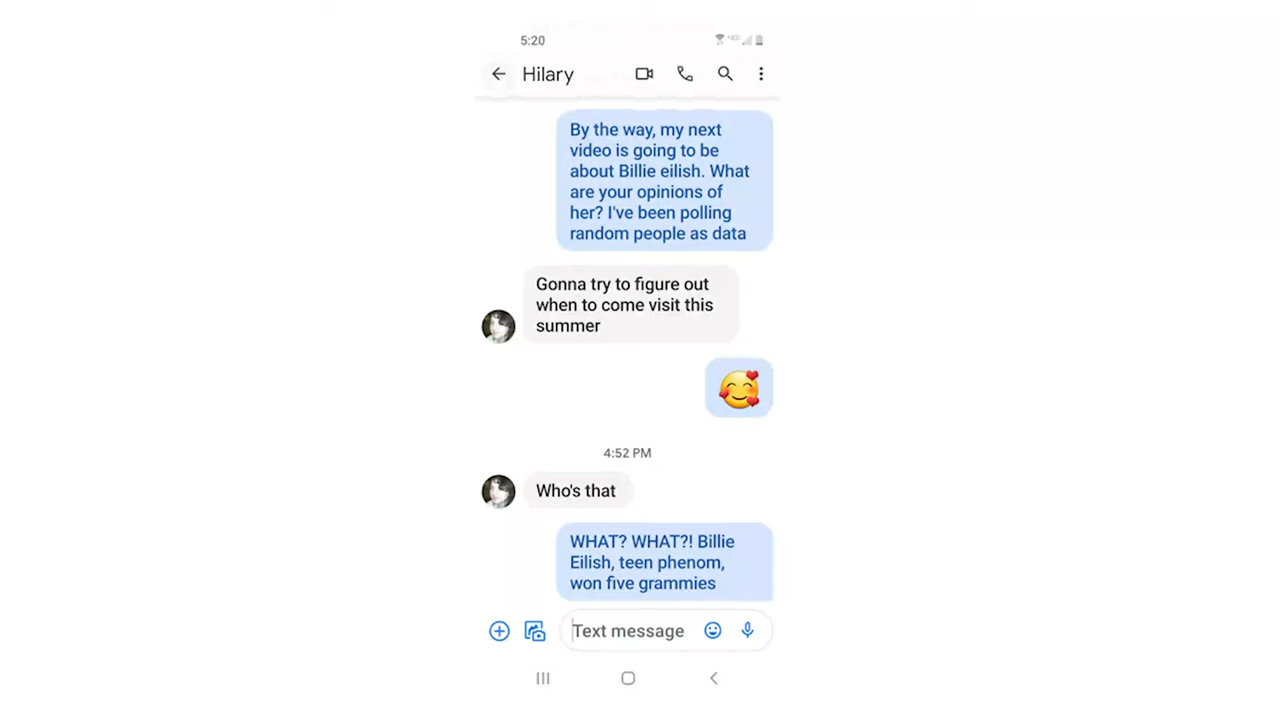 5:20
Hilary
By the way, my next
video is going to be
about Billie eilish. What
are your opinions of
her? I've been polling
random people as data
Gonna try to figure out
when to come visit this
summer
4:52 PM
Who's that
WHAT? WHAT?! Billie
Eilish, teen phenom,
won five grammies
Text message